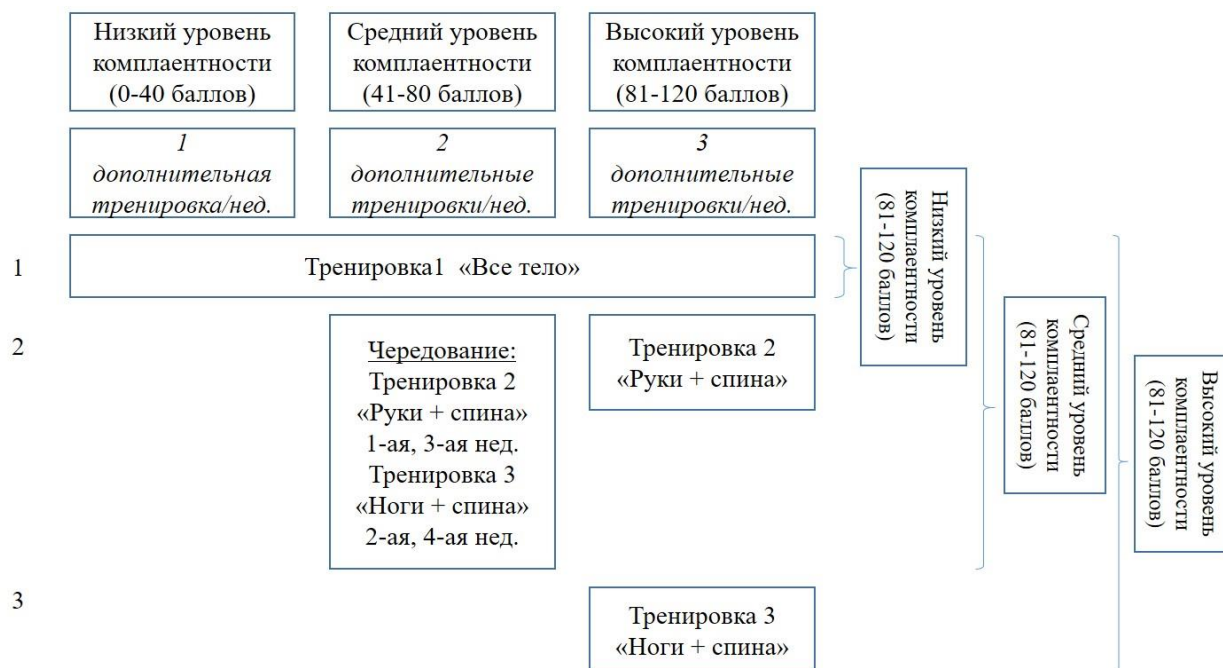 Низкий уровень
комплаентности
(0-40 баллов)
Средний уровень
комплаентности
(41-80 баллов)
Высокий уровень
комплаентности
(81-120 баллов)
1
дополнительная
тренировка/нед.
2
дополнительные
тренировки/нед.
3
дополнительные
тренировки/нед.
1
Тренировка1 «Все тело»
2
Чередование:
Тренировка 2
«Руки + спина»
1-ая, 3-ая нед.
Тренировка 3
«Ноги + спина»
2-ая, 4-ая нед.
Тренировка 2
«Руки + спина»
3
Тренировка 3
«Ноги + спина»
Низкий уровень
комплаентности
(81-120 баллов)
Средний уровень
комплаентности
(81-120 баллов)
Высокий уровень
комплаентности
(81-120 баллов)